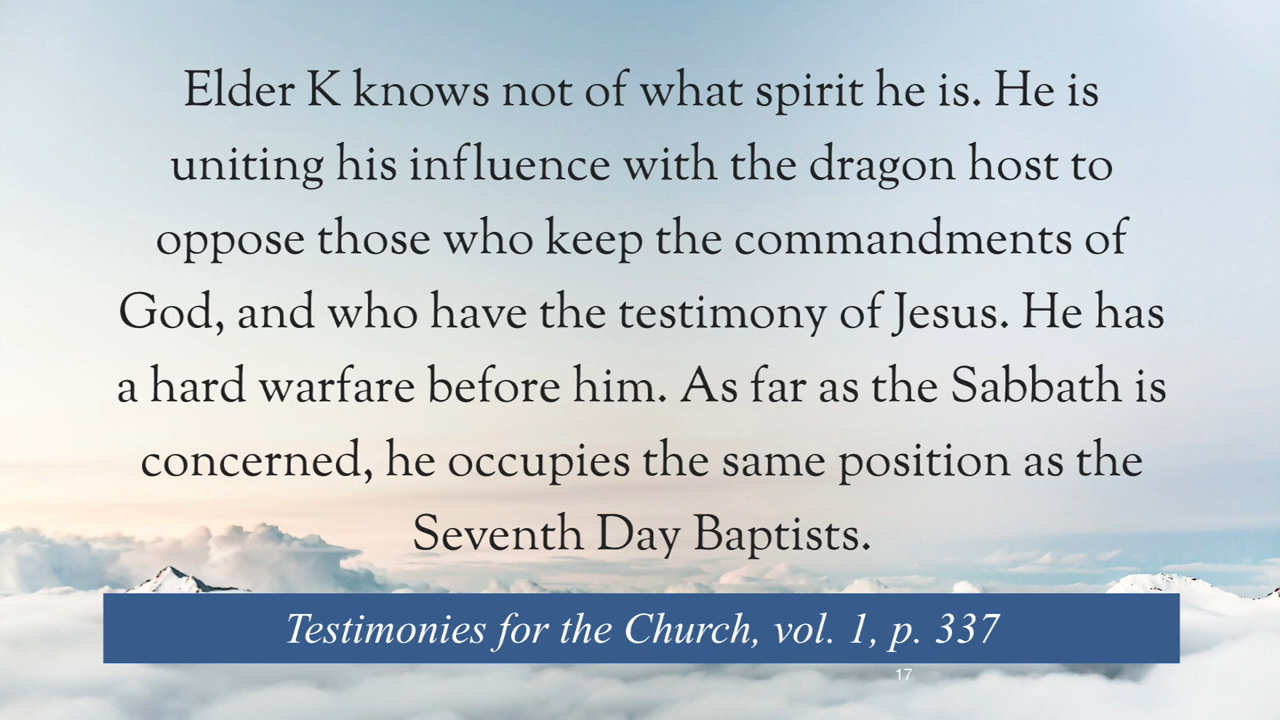 Elder K knows not of what spirit he is. He is
uniting his influence with the dragon host to
oppose those who keep the commandments of
God, and who have the testimony of Jesus. He has
a hard warfare before him. As far as the Sabbath is
concerned, he occupies the same position as the
Seventh Day Baptists.
Testimonies for the Church, vol. 1, p. 337
17